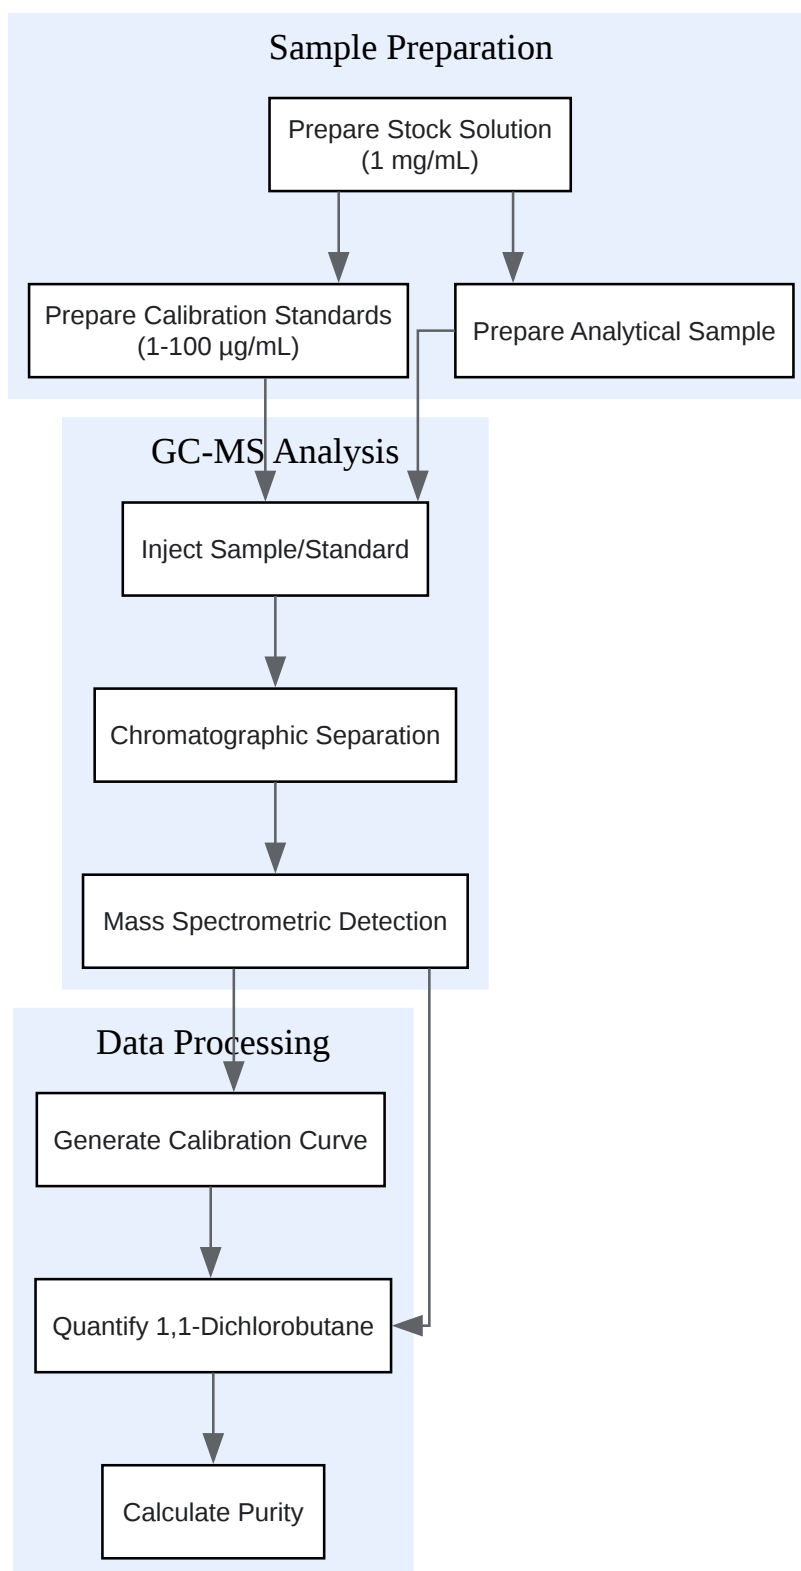 Sample Preparation
Prepare Stock Solution
(1 mg/mL)
Prepare Calibration Standards
(1-100 µg/mL)
Prepare Analytical Sample
GC-MS Analysis
Inject Sample/Standard
Chromatographic Separation
Mass Spectrometric Detection
Data Processing
Generate Calibration Curve
Quantify 1,1-Dichlorobutane
Calculate Purity